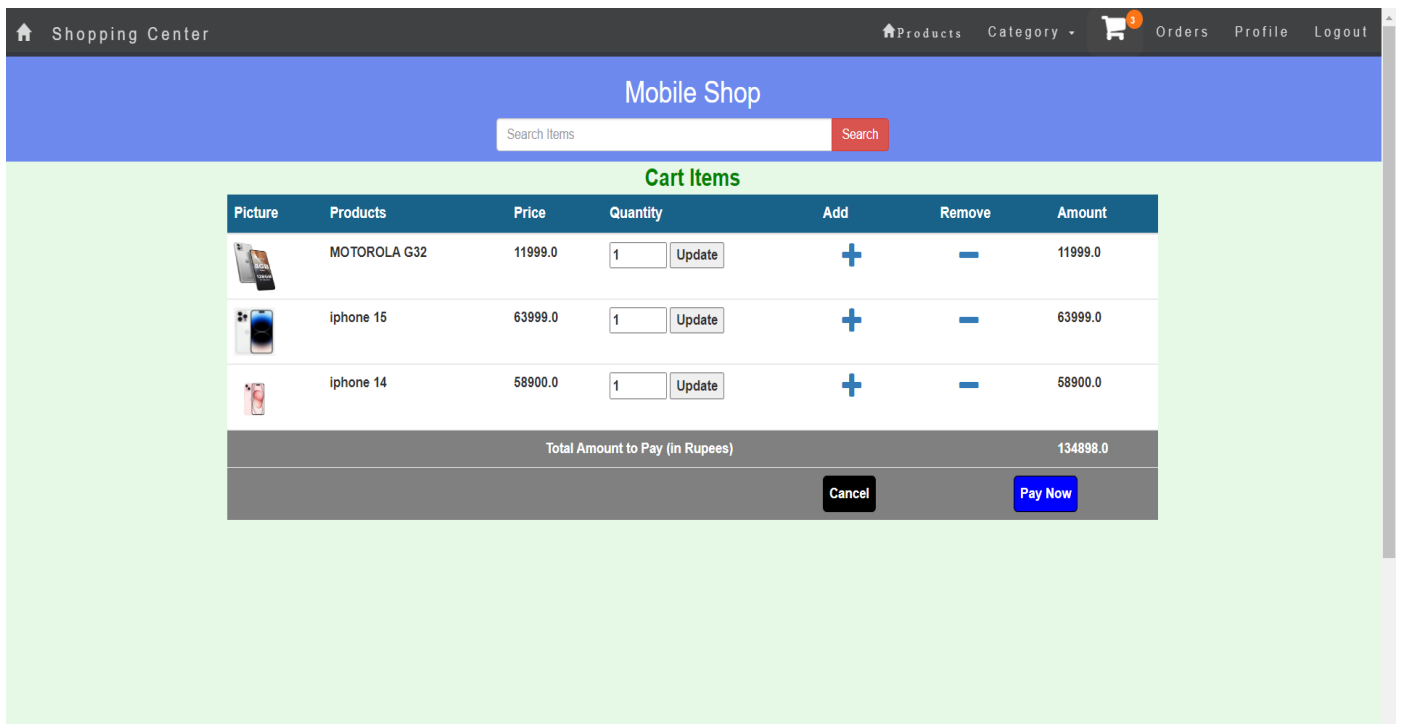 Shopping Center Products Category 3 Orders Profile Logout
Mobile Shop
Search Items Search
Cart Items
Picture Products Price Quantity Add Remove Amount
MOTOROLA G32 11999.0 1 Update 11999.0
iphone 15 63999.0 1 Update 63999.0
iphone 14 58900.0 1 Update 58900.0
Total Amount to Pay (in Rupees) 134898.0
Cancel Pay Now